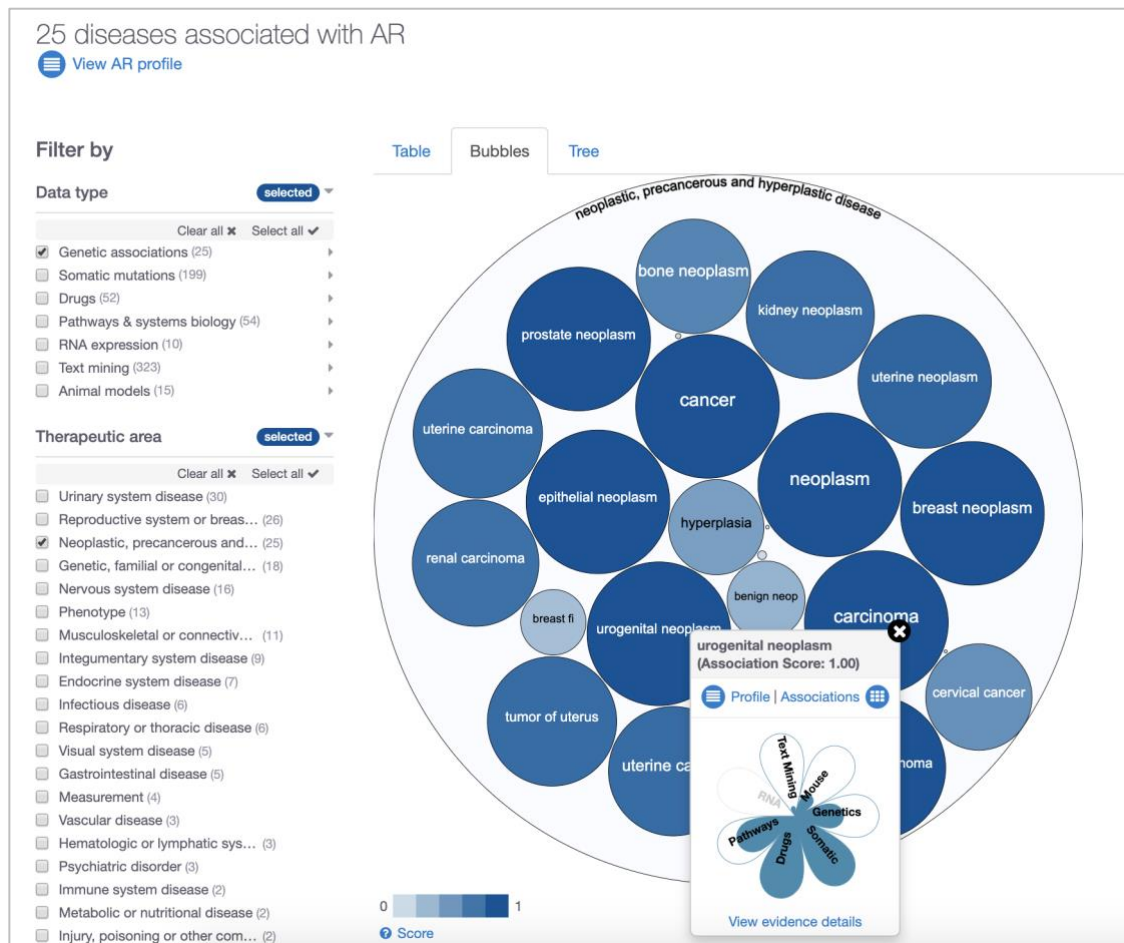 25 diseases associated with AR
View AR profile
Filter by
Data type
selected
Clear all ✖ Select all ✔
Genetic associations (25)
Somatic mutations (199)
Drugs (52)
Pathways & systems biology (54)
RNA expression (10)
Text mining (323)
Animal models (15)
Therapeutic area
selected
Clear all ✖ Select all ✔
Urinary system disease (30)
Reproductive system or breas... (26)
Neoplastic, precancerous and... (25)
Genetic, familial or congenital... (18)
Nervous system disease (16)
Phenotype (13)
Musculoskeletal or connectiv... (11)
Integumentary system disease (9)
Endocrine system disease (7)
Infectious disease (6)
Respiratory or thoracic disease (6)
Visual system disease (5)
Gastrointestinal disease (5)
Measurement (4)
Vascular disease (3)
Hematologic or lymphatic sys... (3)
Psychiatric disorder (3)
Immune system disease (2)
Metabolic or nutritional disease (2)
Injury, poisoning or other com... (2)
Table Bubbles Tree
neoplastic, precancerous and hyperplastic disease
bone neoplasm
kidney neoplasm
prostate neoplasm
uterine neoplasm
cancer
uterine carcinoma
neoplasm
epithelial neoplasm
breast neoplasm
hyperplasia
renal carcinoma
benign neop
breast fi
carcinoma
urogenital neoplasm
cervical cancer
tumor of uterus
uterine ca
noma
urogenital neoplasm
(Association Score: 1.00)
Profile | Associations
Text Mining
Mouse
RNA
Genetics
Pathways
Somatic
Drugs
View evidence details
0 1
Score